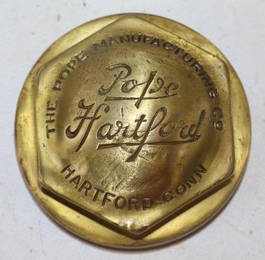 THE POPE MANUFACTURING CO
Pope
Hartford
HARTFORD-CONN